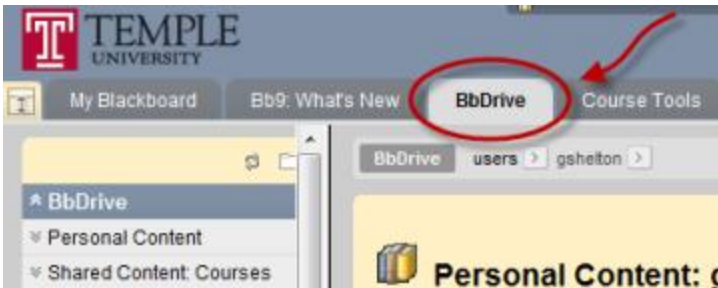 TEMPLE
UNIVERSITY
My Blackboard
Bb9: What's New
BbDrive
Course Tools
BbDrive users gshelton
BbDrive
Personal Content
Shared Content: Courses
Personal Content: